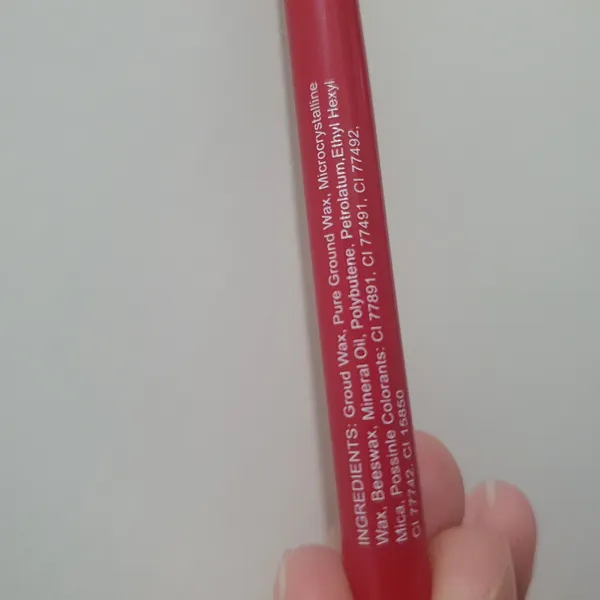 INGREDIENTS: Groud Wax, Pure Ground Wax, Microcrystalline
Wax, Beeswax, Mineral Oil, Polybutene, Petrolatum,Ethyl Hexyl
Mica, Possinle Colorants: CI 77891, CI 77491, CI 77492,
CI 77742, CI 15850